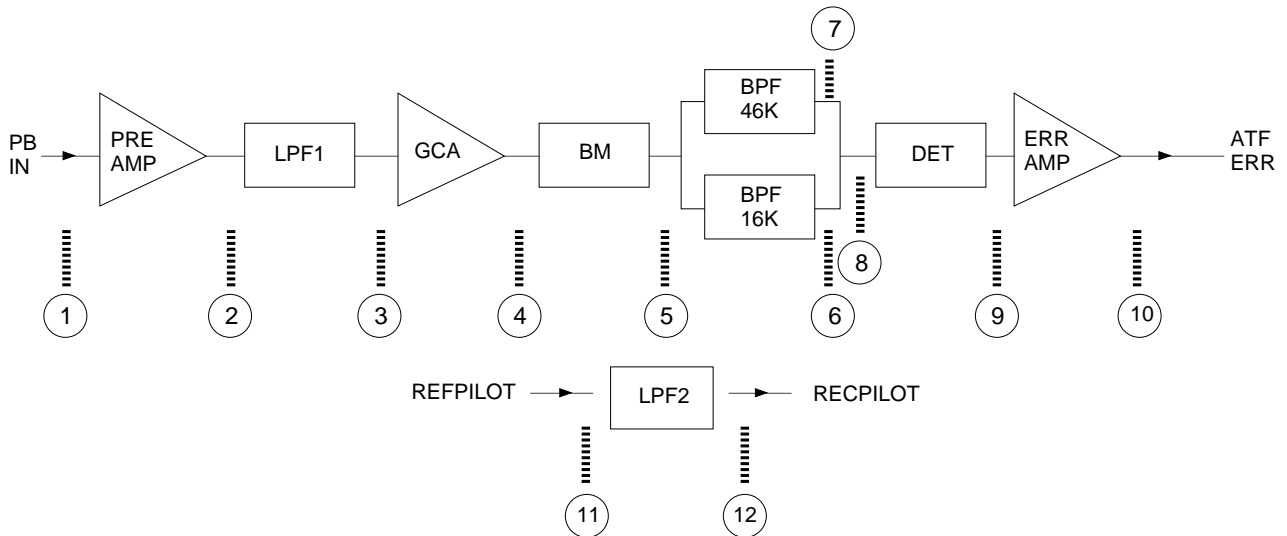 7
BPF
46K
PB
IN
PRE
AMP
LPF1
GCA
BM
DET
ERR
AMP
ATF
ERR
BPF
16K
8
1
2
3
4
5
6
9
10
REFPILOT
LPF2
RECPILOT
11
12